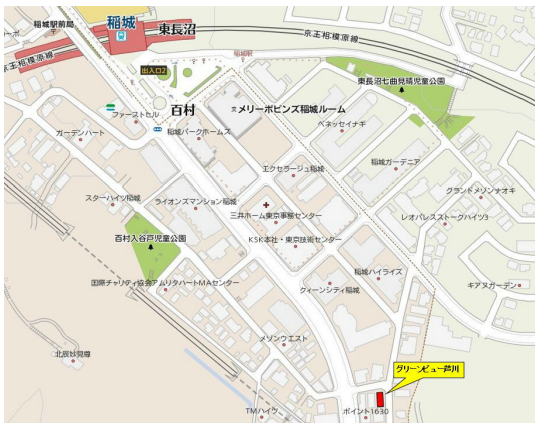 稲城駅前局
稲城
東長沼
京王相模原線
稲城駅
京王相模原線
出入口2
東長沼七曲見晴児童公園
百村
メリーポピンズ稲城ルーム
ファーストヒル
ベネッセイナギ
ガーデンハート
稲城パークホームズ
エクセラージュ稲城
稲城ガーデニア
スターハイツ稲城
ライオンズマンション稲城
グランドメゾンナオキ
三井ホーム東京事務センター
レオパレスストークハイツ3
百村入谷戸児童公園
KSK本社・東京技術センター
稲城ハイライズ
国際チャリティ協会アムリタハートMAセンター
クィーンシティ稲城
キアヌガーデン
メゾンウエスト
北辰妙見尊
グリーンビュー芦川
TMハイツ
ポイント1630